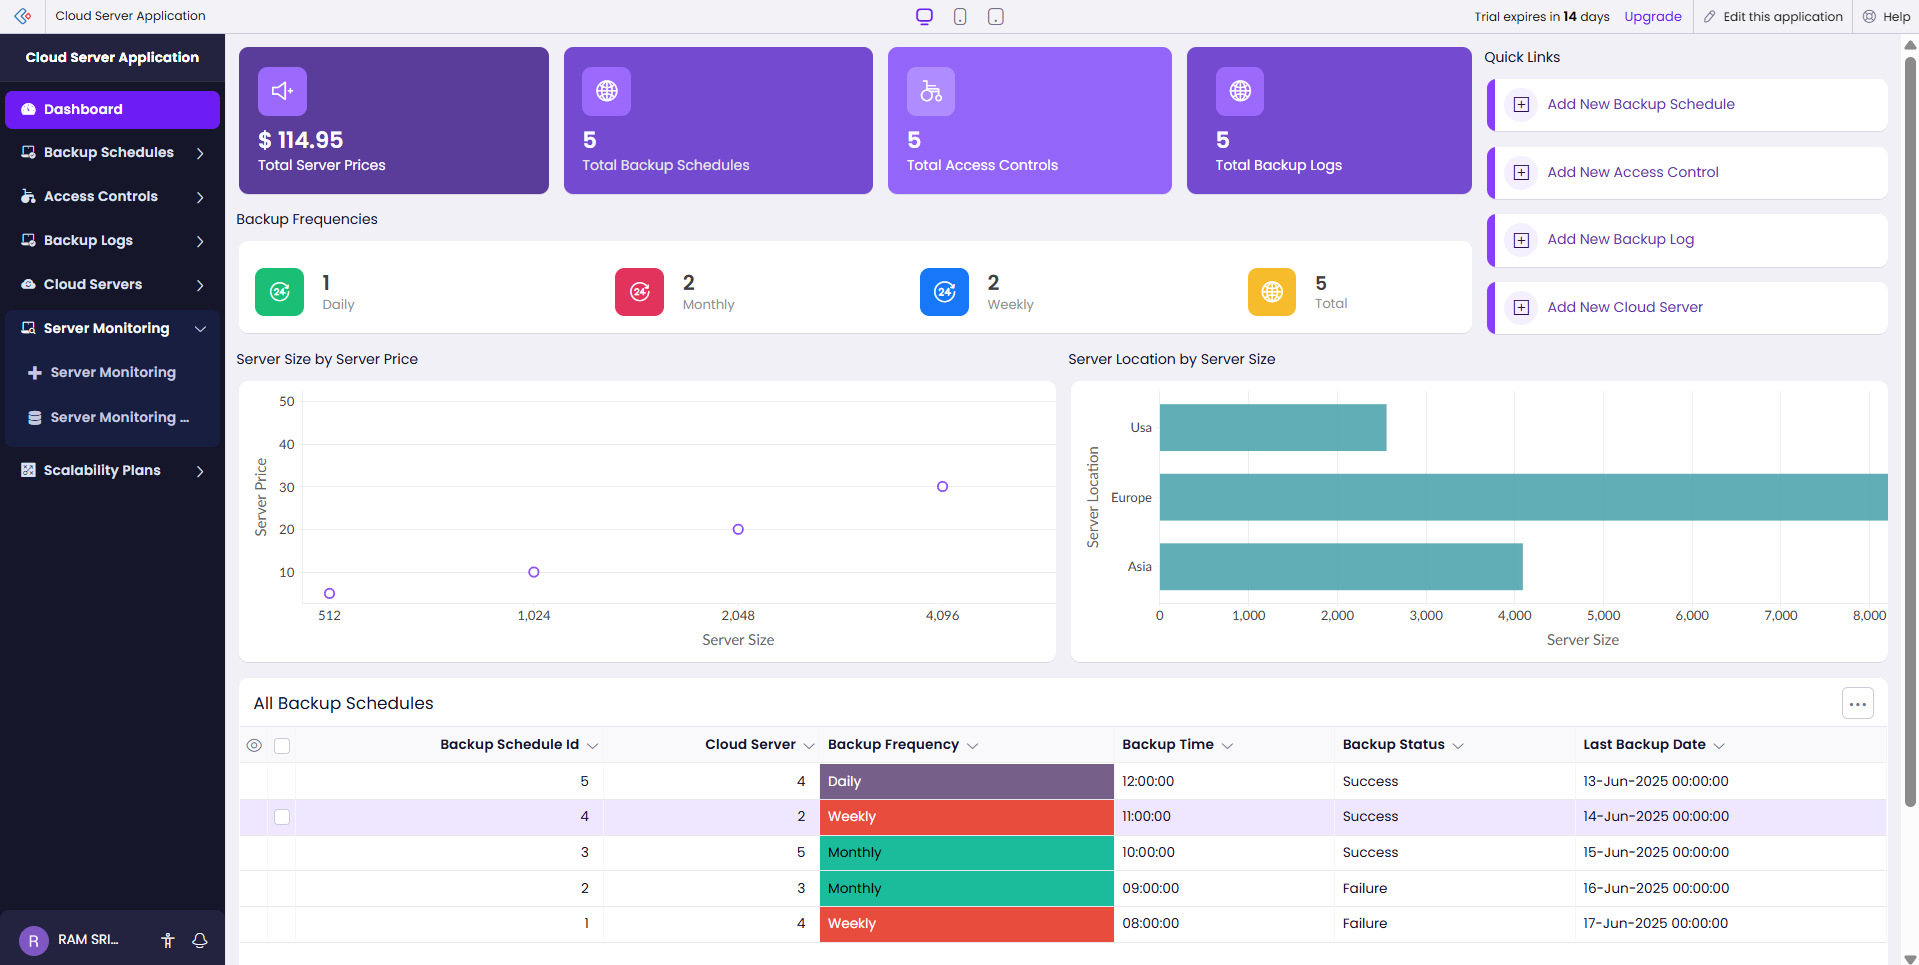 Cloud Server Application
Trial expires in 14 days
Upgrade
Edit this application
Help
Cloud Server Application
Dashboard
Backup Schedules
Access Controls
Backup Logs
Cloud Servers
Server Monitoring
Server Monitoring
Server Monitoring ...
Scalability Plans
R
RAM SRI...
$ 114.95
Total Server Prices
5
Total Backup Schedules
5
Total Access Controls
5
Total Backup Logs
Quick Links
Add New Backup Schedule
Add New Access Control
Add New Backup Log
Add New Cloud Server
Backup Frequencies
24
1
Daily
24
2
Monthly
24
2
Weekly
5
Total
Server Size by Server Price
50
40
30
20
10
Server Price
512 1,024 2,048 4,096
Server Size
Server Location by Server Size
Server Location
Usa
Europe
Asia
0 1,000 2,000 3,000 4,000 5,000 6,000 7,000 8,000
Server Size
All Backup Schedules
Backup Schedule Id Cloud Server Backup Frequency Backup Time Backup Status Last Backup Date
5 4 Daily 12:00:00 Success 13-Jun-2025 00:00:00
4 2 Weekly 11:00:00 Success 14-Jun-2025 00:00:00
3 5 Monthly 10:00:00 Success 15-Jun-2025 00:00:00
2 3 Monthly 09:00:00 Failure 16-Jun-2025 00:00:00
1 4 Weekly 08:00:00 Failure 17-Jun-2025 00:00:00